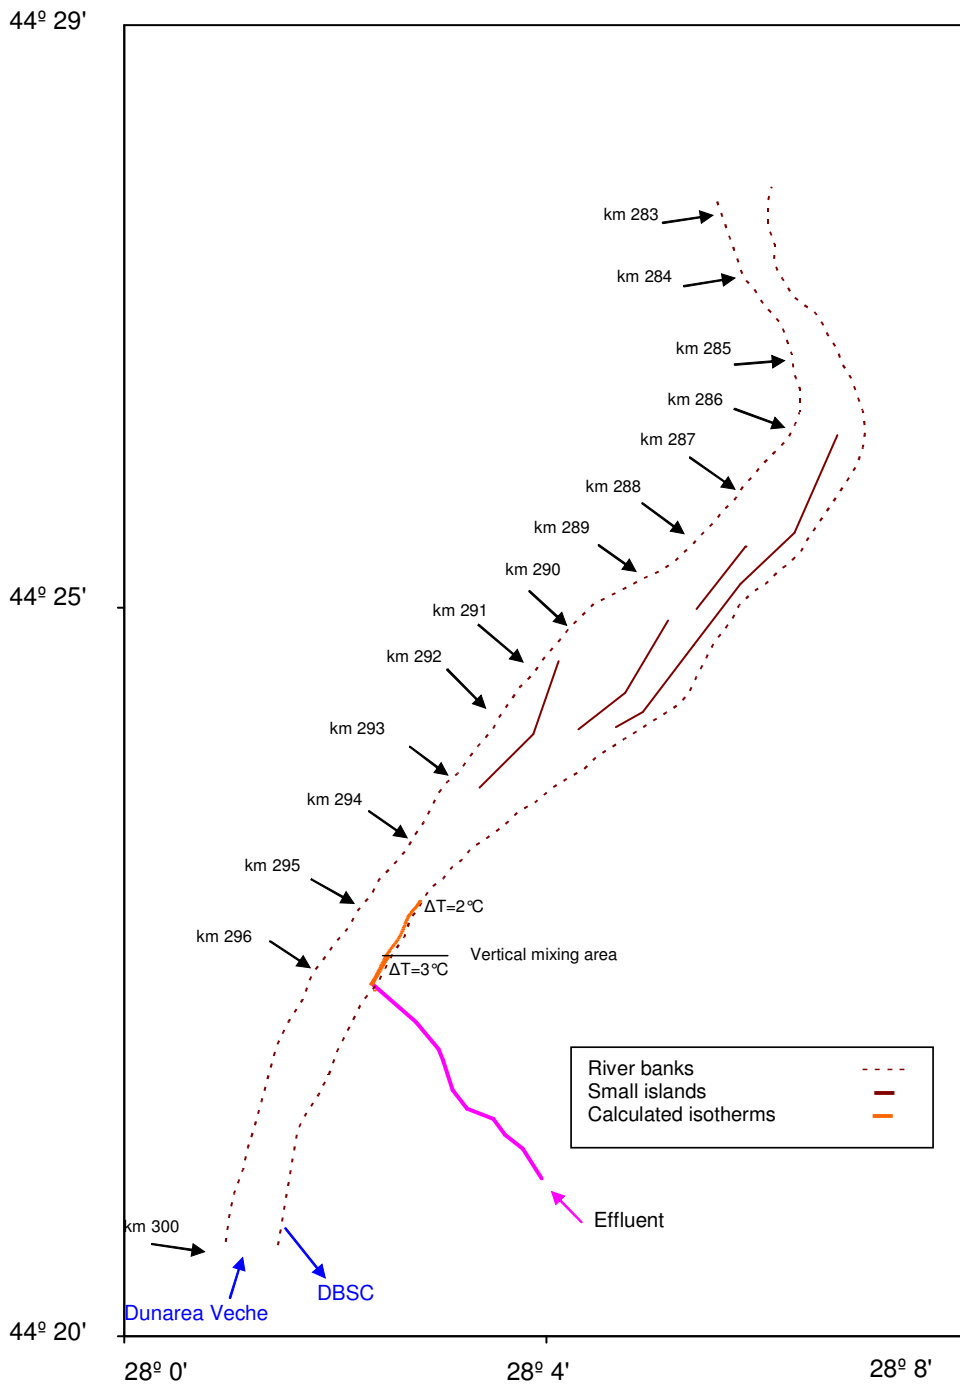 44º 29'
km 283
km 284
km 285
km 286
km 287
km 288
km 289
km 290
44º 25'
km 291
km 292
km 293
km 294
km 295
ΔT=2°C
km 296
Vertical mixing area
ΔT=3°C
River banks
Small islands
Calculated isotherms
Effluent
km 300
DBSC
Dunarea Veche
44º 20'
28º 0'
28º 4'
28º 8'